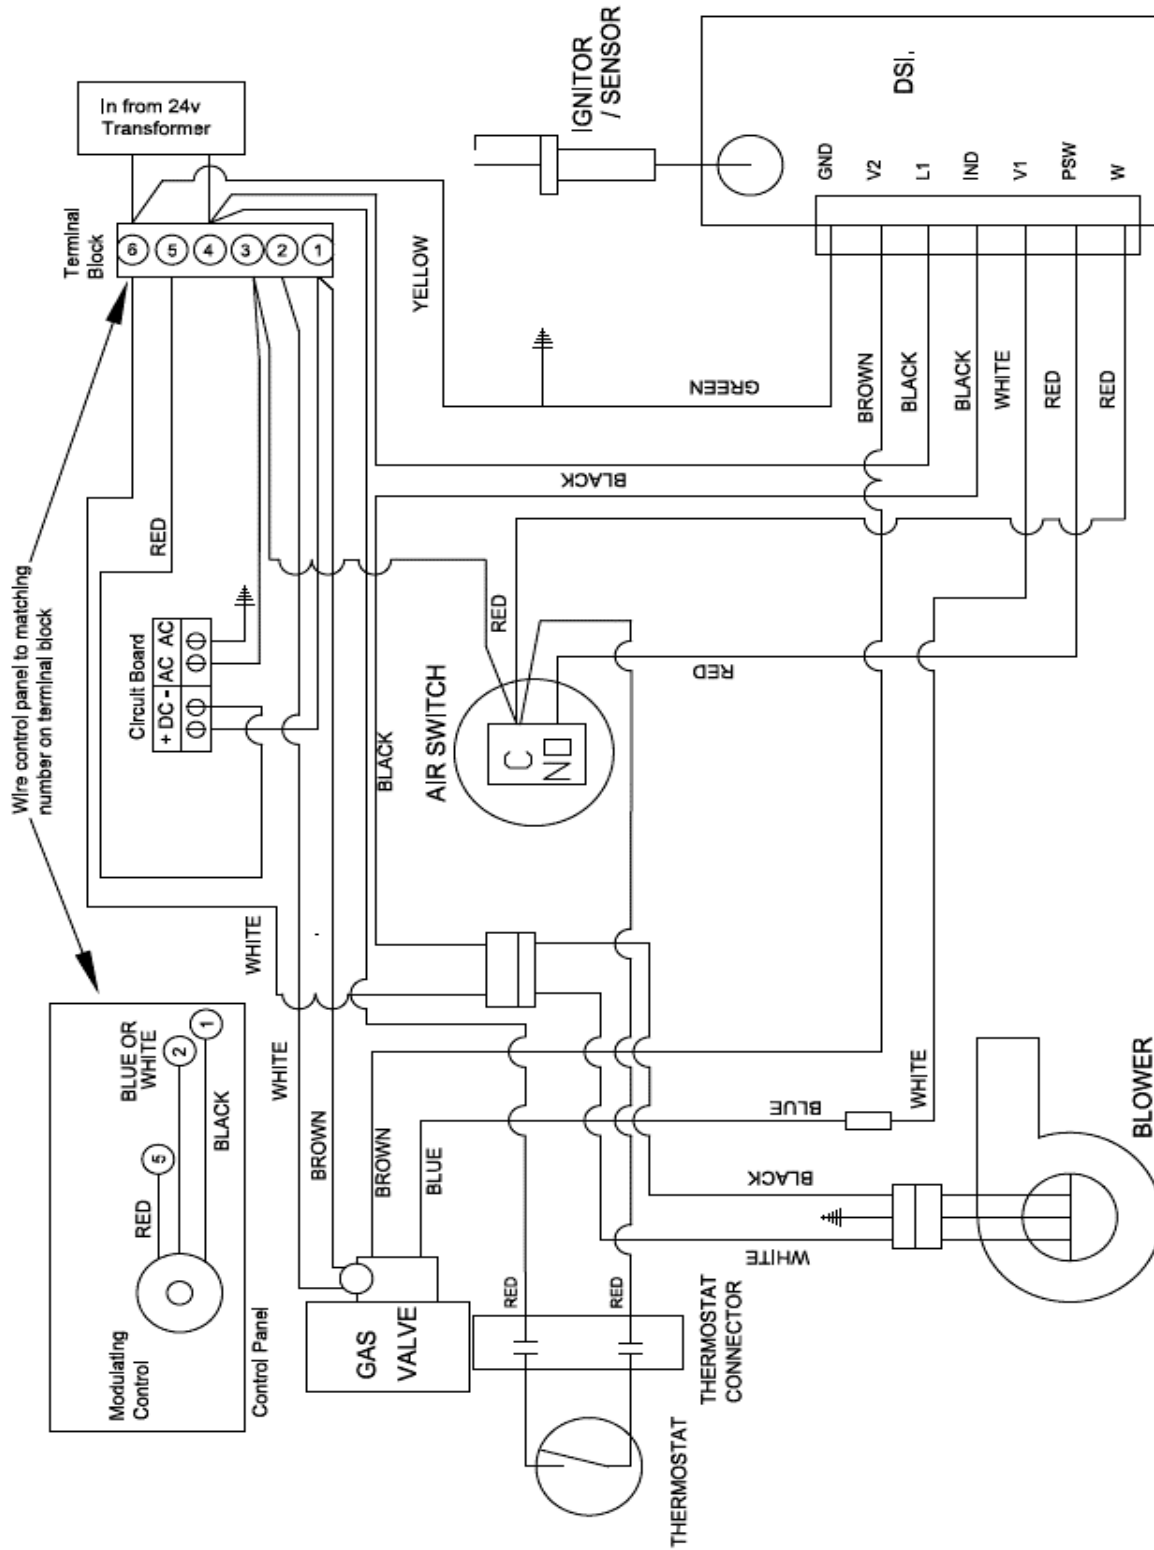 Wire control panel to matching
number on terminal block
In from 24v
Transformer
Terminal
Block
6
5
4
3
2
1
IGNITOR
/ SENSOR
DSI.
GND
V2
L1
IND
V1
PSW
W
YELLOW
GREEN
BROWN
BLACK
BLACK
WHITE
RED
RED
BLACK
RED
Circuit Board
+ DC - AC AC
RED
AIR SWITCH
C
NO
RED
BLACK
WHITE
BLUE OR
WHITE
5
2
1
RED
BLACK
Modulating
Control
Control Panel
WHITE
BROWN
BROWN
BLUE
BLUE
WHITE
BLACK
WHITE
BLOWER
GAS
VALVE
RED
RED
THERMOSTAT
CONNECTOR
THERMOSTAT